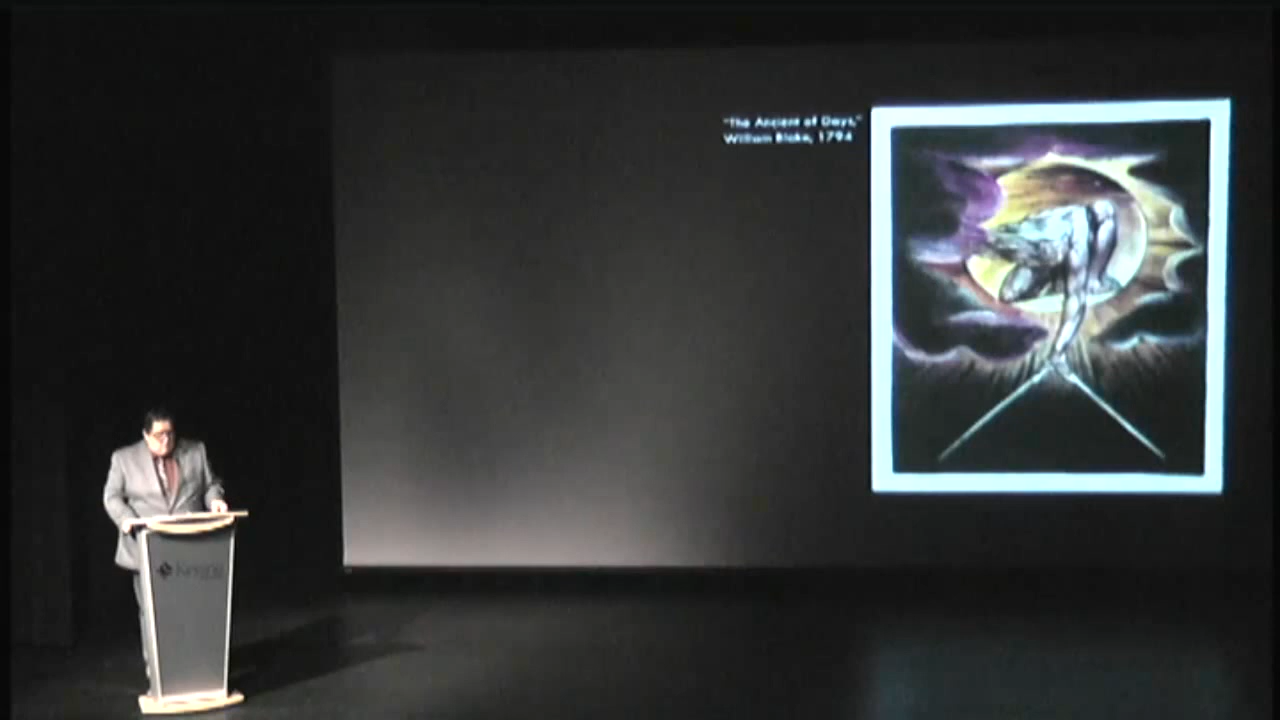 "The Ancient of Days,"
William Blake, 1794